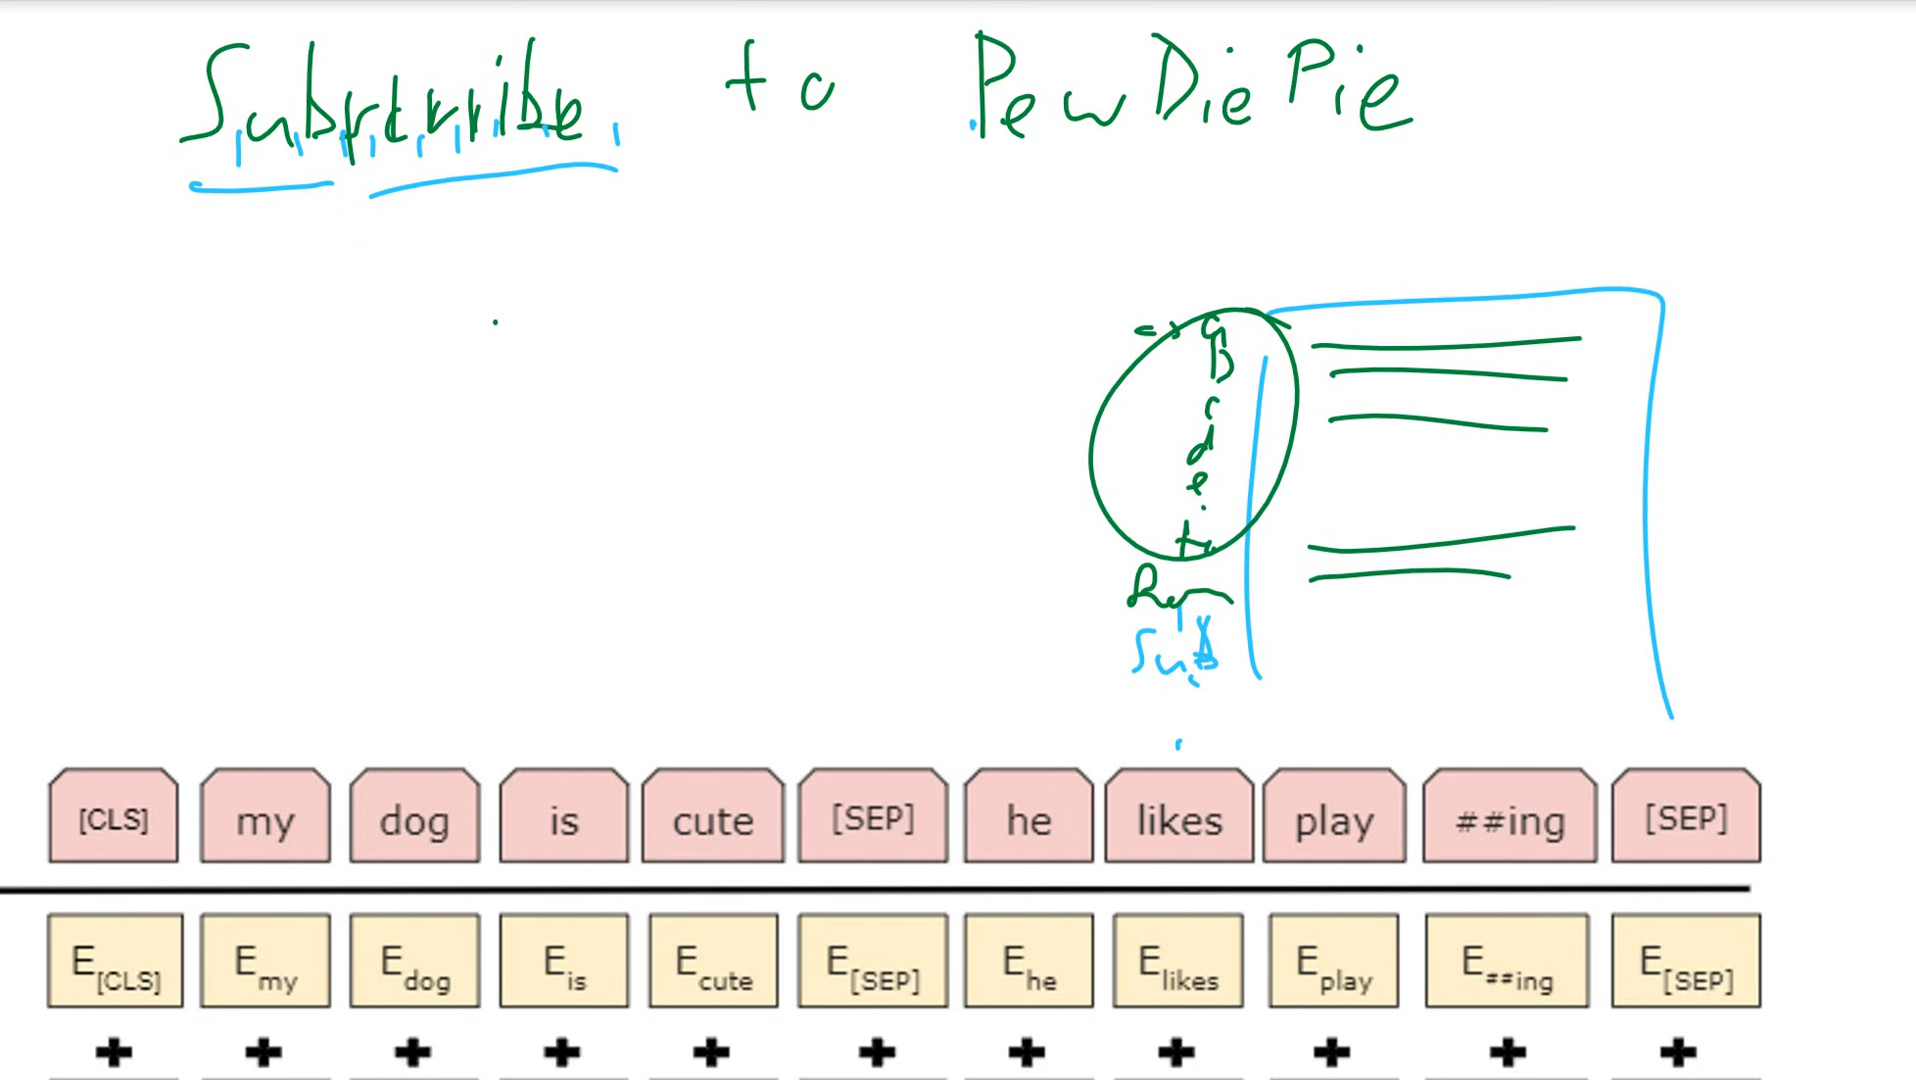 Subscribe to PewDiePie
A
B
c
d
e
Sub
[CLS] my dog is cute [SEP] he likes play ##ing [SEP]
E[CLS] Emy Edog Eis Ecute E[SEP] Ehe Elikes Eplay E##ing E[SEP]
+ + + + + + + + + + +